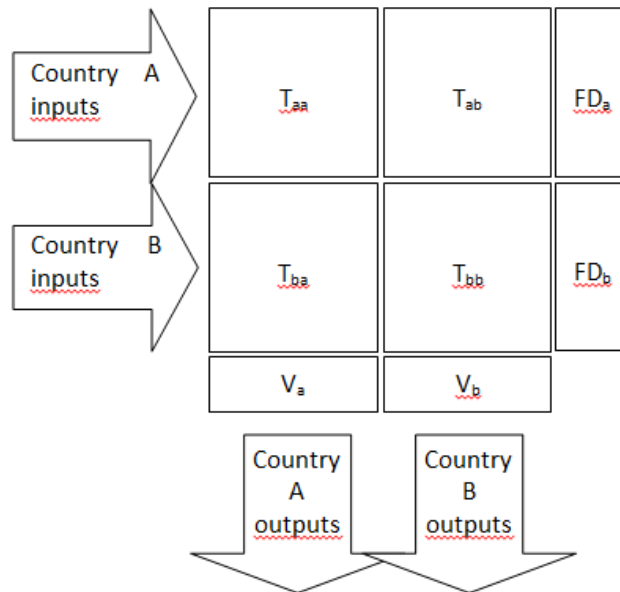 Country A
inputs
Taa
Tab
FDa
Country B
inputs
Tba
Tbb
FDb
Va
Vb
Country
A
outputs
Country
B
outputs